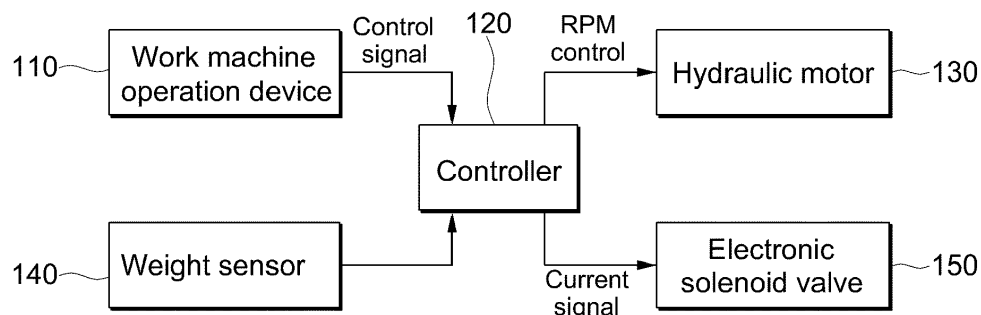 110
Work machine
operation device
Control
signal
120
RPM
control
Hydraulic motor
130
Controller
140
Weight sensor
Current
signal
Electronic
solenoid valve
150